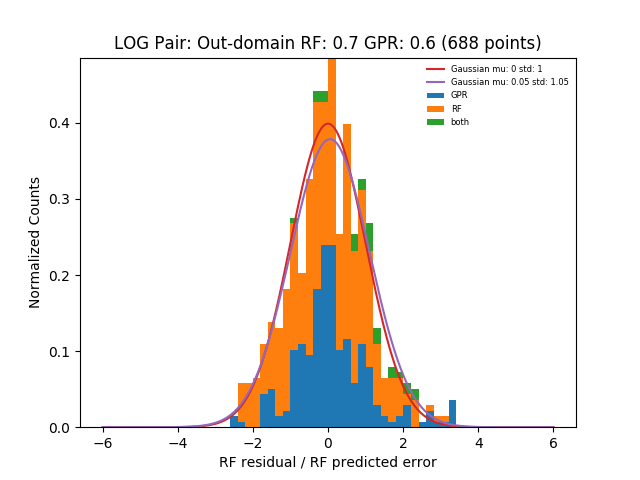 LOG Pair: Out-domain RF: 0.7 GPR: 0.6 (688 points)
Gaussian mu: 0 std: 1
Gaussian mu: 0.05 std: 1.05
GPR
RF
both
Normalized Counts
0.4
0.3
0.2
0.1
0.0
−6
−4
−2
0
2
4
6
RF residual / RF predicted error